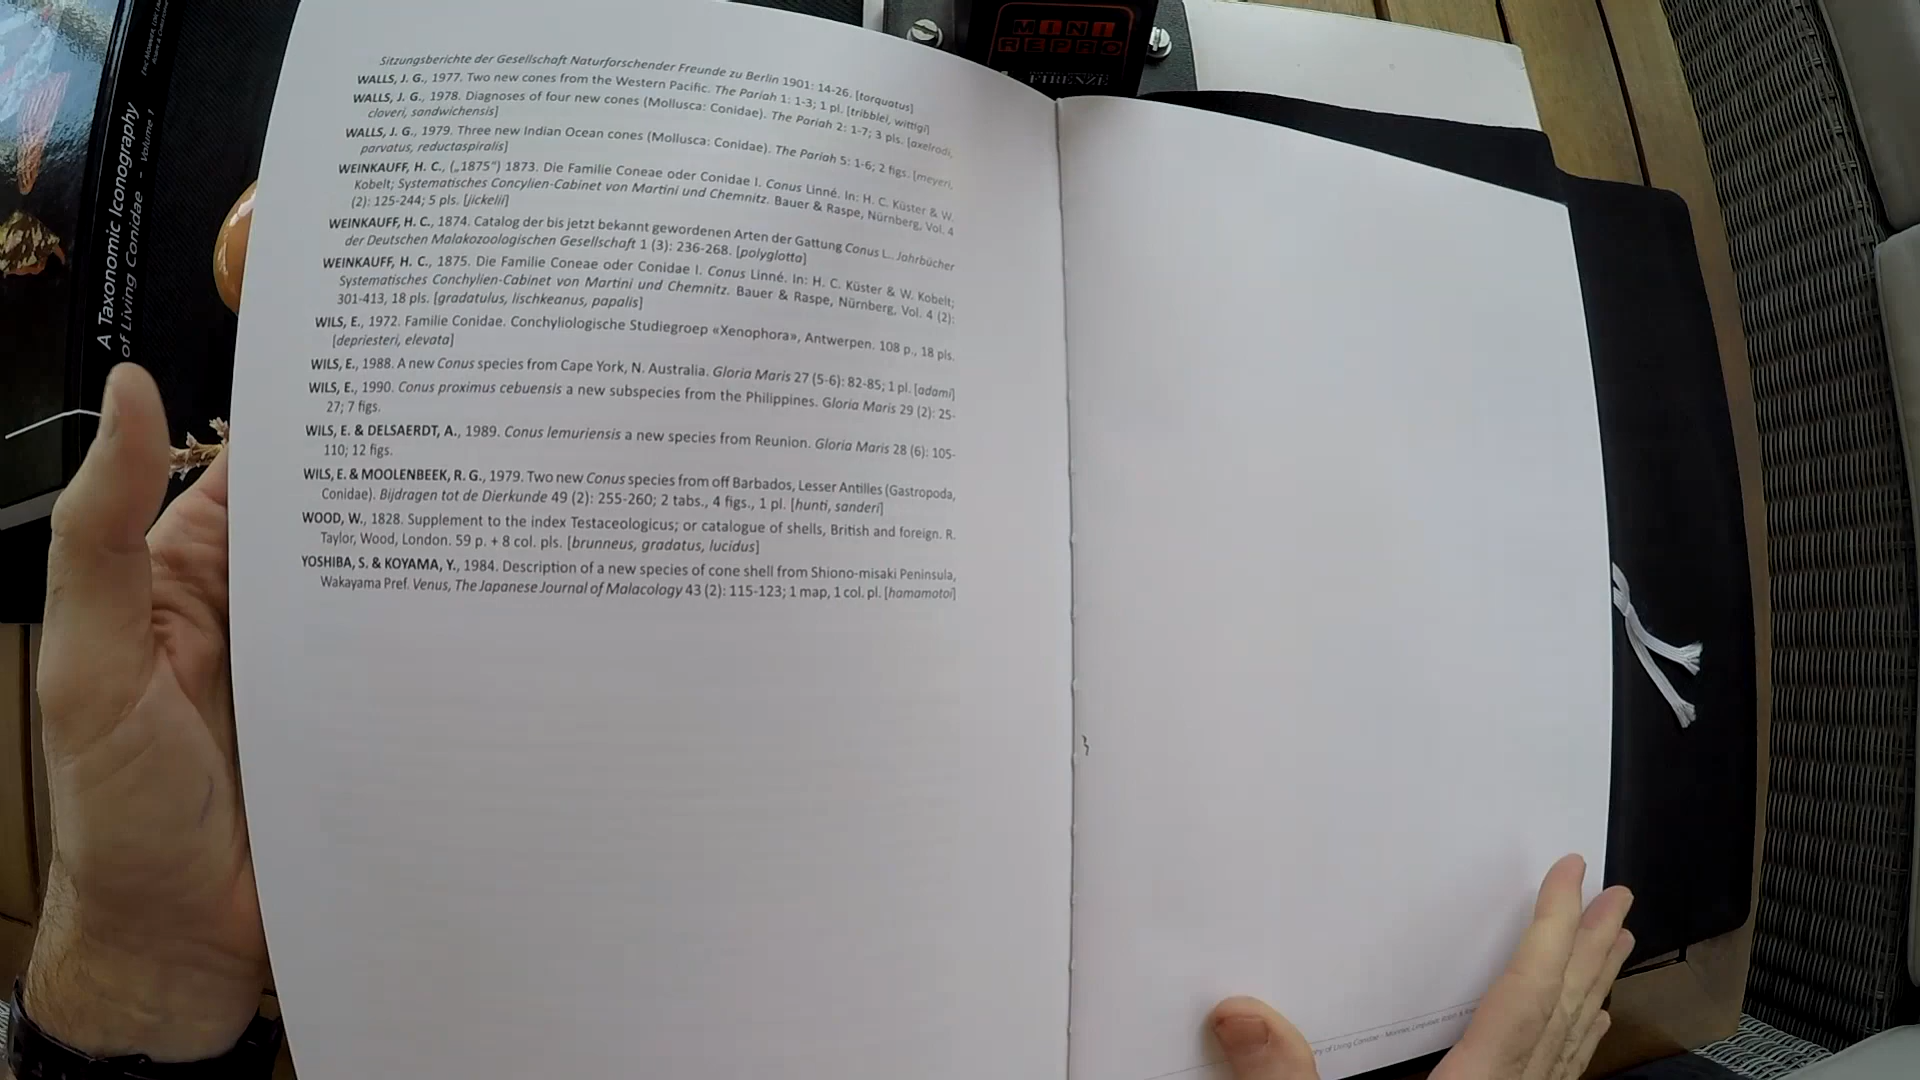 MINI
REPRO
FIRENZE
A Taxonomic Iconography
of Living Conidae - Volume 1
Sitzungsberichte der Gesellschaft Naturforschender Freunde zu Berlin 1901: 14-26. [torquatus]
WALLS, J. G., 1977. Two new cones from the Western Pacific. The Pariah 1: 1-3; 1 pl. [tribblei, wittigi]
WALLS, J. G., 1978. Diagnoses of four new cones (Mollusca: Conidae). The Pariah 2: 1-7; 3 pls. [axelrodi,
cloveri, sandwichensis]
WALLS, J. G., 1979. Three new Indian Ocean cones (Mollusca: Conidae). The Pariah 5: 1-6; 2 figs. [meyeri,
parvatus, reductaspiralis]
WEINKAUFF, H. C., („1875“) 1873. Die Familie Coneae oder Conidae I. Conus Linné. In: H. C. Küster & W.
Kobelt; Systematisches Concylien-Cabinet von Martini und Chemnitz. Bauer & Raspe, Nürnberg, Vol. 4
(2): 125-244; 5 pls. [jickelii]
WEINKAUFF, H. C., 1874. Catalog der bis jetzt bekannt gewordenen Arten der Gattung Conus L. Jahrbücher
der Deutschen Malakozoologischen Gesellschaft 1 (3): 236-268. [polyglotta]
WEINKAUFF, H. C., 1875. Die Familie Coneae oder Conidae I. Conus Linné. In: H. C. Küster & W. Kobelt;
Systematisches Conchylien-Cabinet von Martini und Chemnitz. Bauer & Raspe, Nürnberg, Vol. 4 (2):
301-413, 18 pls. [gradatulus, lischkeanus, papalis]
WILS, E., 1972. Familie Conidae. Conchyliologische Studiegroep «Xenophora», Antwerpen. 108 p., 18 pls.
[depriesteri, elevata]
WILS, E., 1988. A new Conus species from Cape York, N. Australia. Gloria Maris 27 (5-6): 82-85; 1 pl. [adami]
WILS, E., 1990. Conus proximus cebuensis a new subspecies from the Philippines. Gloria Maris 29 (2): 25-
27; 7 figs.
WILS, E. & DELSAERDT, A., 1989. Conus lemuriensis a new species from Reunion. Gloria Maris 28 (6): 105-
110; 12 figs.
WILS, E. & MOOLENBEEK, R. G., 1979. Two new Conus species from off Barbados, Lesser Antilles (Gastropoda,
Conidae). Bijdragen tot de Dierkunde 49 (2): 255-260; 2 tabs., 4 figs., 1 pl. [hunti, sanderi]
WOOD, W., 1828. Supplement to the index Testaceologicus; or catalogue of shells, British and foreign. R.
Taylor, Wood, London. 59 p. + 8 col. pls. [brunneus, gradatus, lucidus]
YOSHIBA, S. & KOYAMA, Y., 1984. Description of a new species of cone shell from Shiono-misaki Peninsula,
Wakayama Pref. Venus, The Japanese Journal of Malacology 43 (2): 115-123; 1 map, 1 col. pl. [hamamotoi]
of Living Conidae